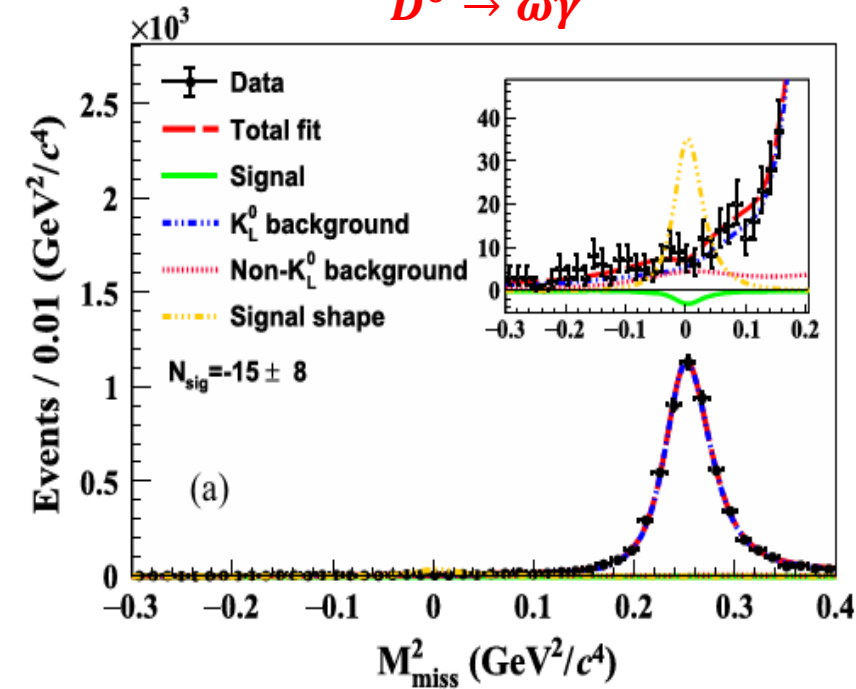 D⁰ → ωγ
×10³
Data
Total fit
Signal
K⁰_L background
Non-K⁰_L background
Signal shape
N_sig=-15 ± 8
(a)
Events / 0.01 (GeV²/c⁴)
2.5
2
1.5
1
0.5
0
−0.3 −0.2 −0.1 0 0.1 0.2 0.3 0.4
M²_miss (GeV²/c⁴)
40
30
20
10
0
−0.3 −0.2 −0.1 0 0.1 0.2